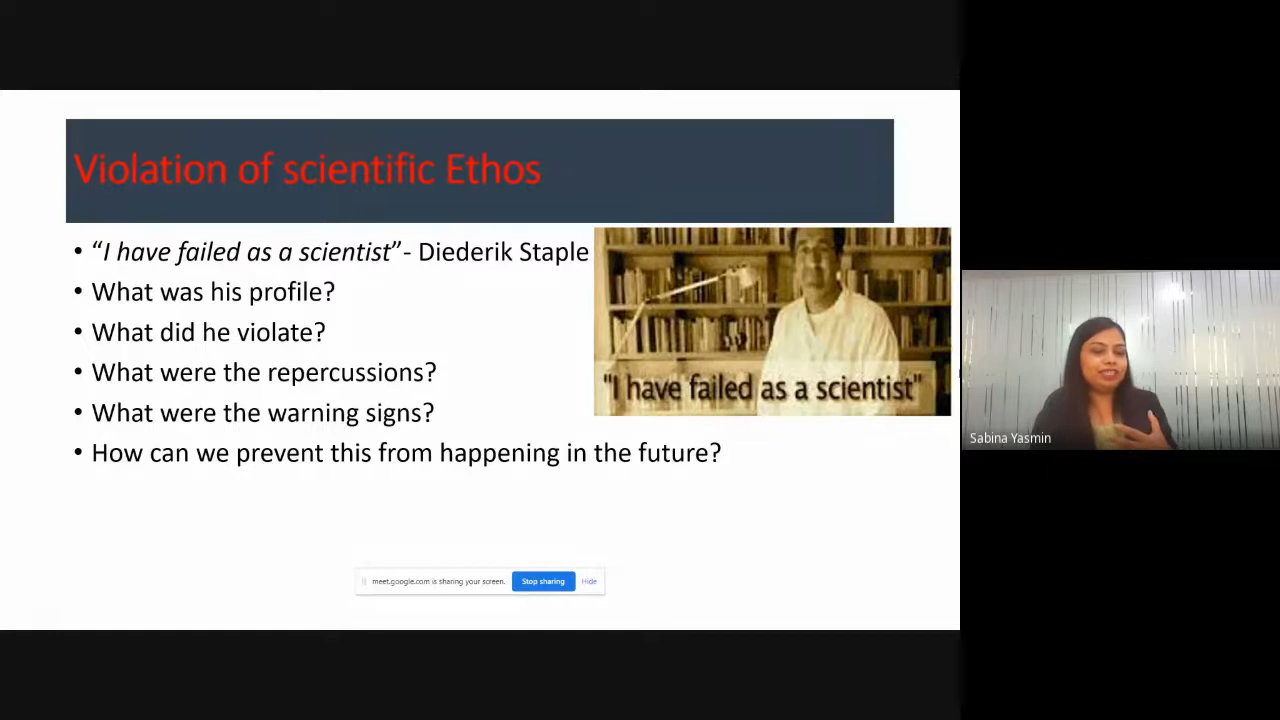 Violation of scientific Ethos
• “I have failed as a scientist”- Diederik Staple
• What was his profile?
• What did he violate?
• What were the repercussions?
• What were the warning signs?
• How can we prevent this from happening in the future?
"I have failed as a scientist"
Sabina Yasmin
meet.google.com is sharing your screen. Stop sharing Hide